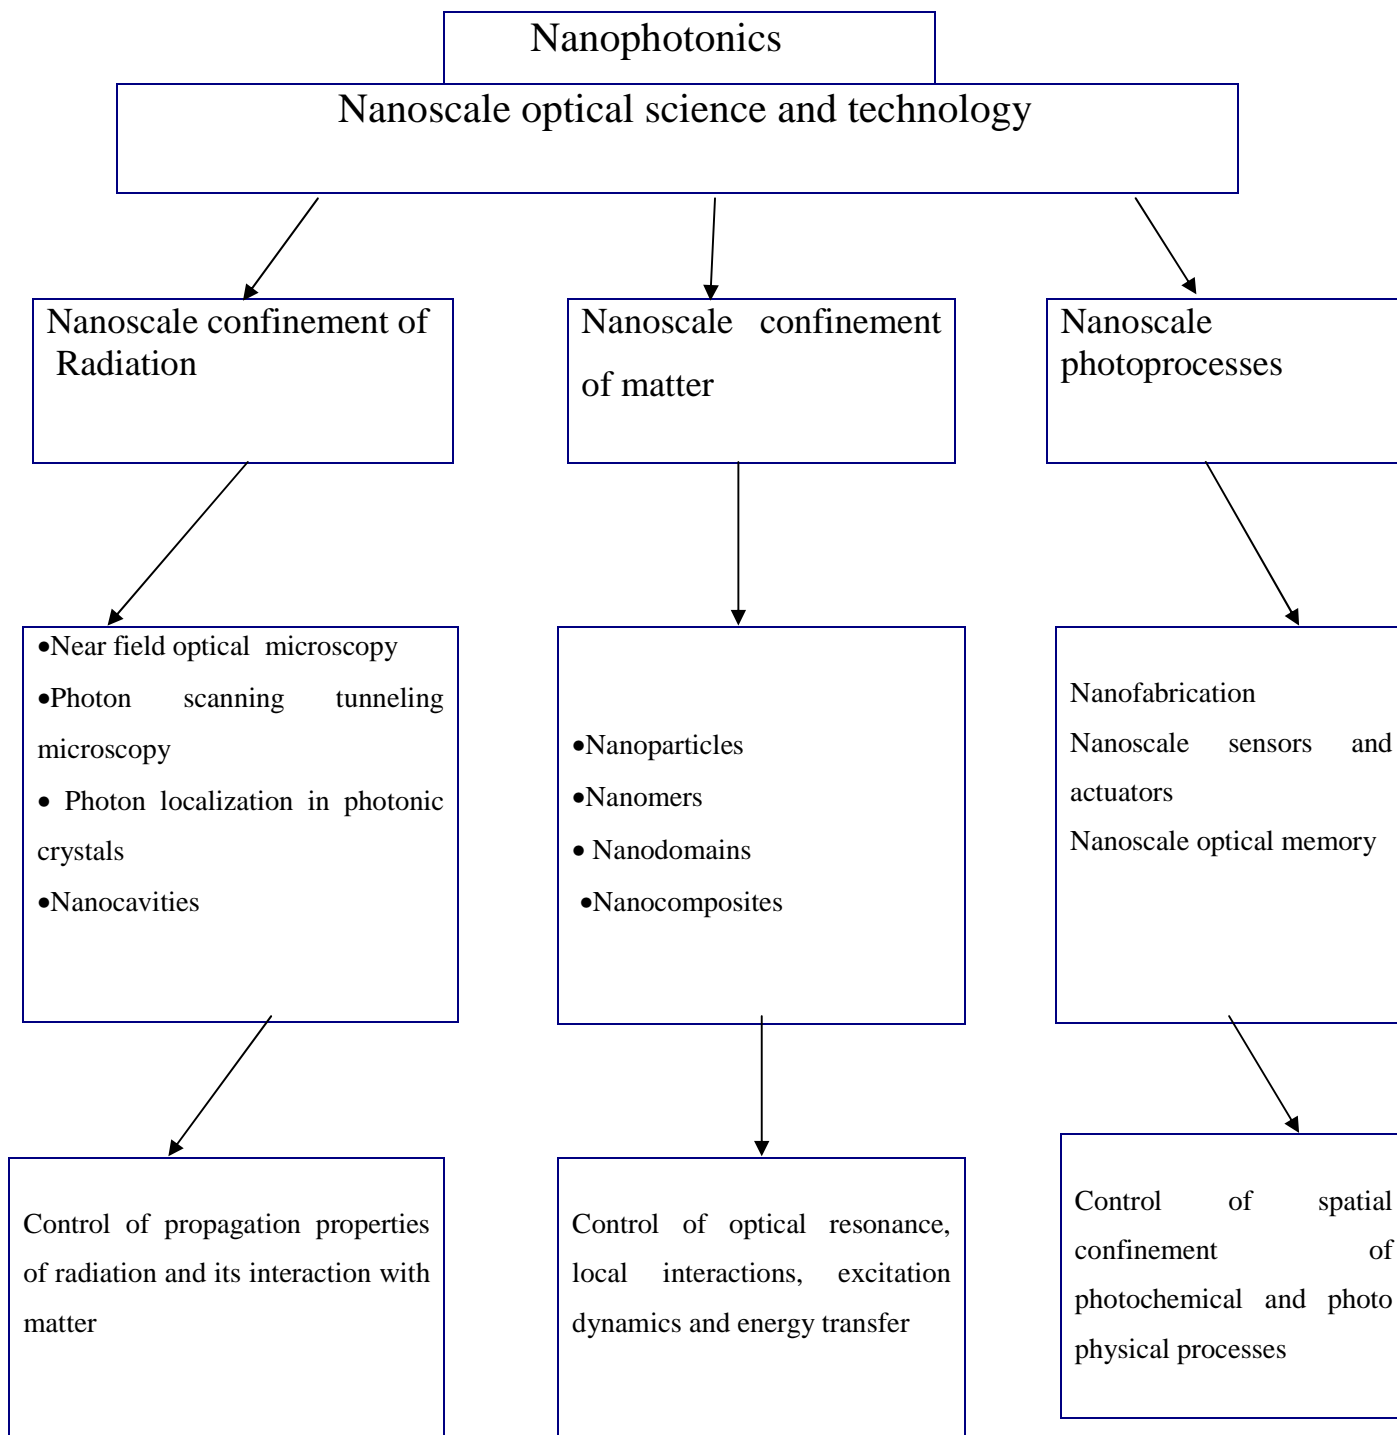 Nanophotonics
Nanoscale optical science and technology
Nanoscale confinement of
Radiation
Nanoscale confinement
of matter
Nanoscale
photoprocesses
•Near field optical microscopy
•Photon scanning tunneling
microscopy
• Photon localization in photonic
crystals
•Nanocavities
•Nanoparticles
•Nanomers
• Nanodomains
•Nanocomposites
Nanofabrication
Nanoscale sensors and
actuators
Nanoscale optical memory
Control of propagation properties
of radiation and its interaction with
matter
Control of optical resonance,
local interactions, excitation
dynamics and energy transfer
Control of spatial
confinement of
photochemical and photo
physical processes